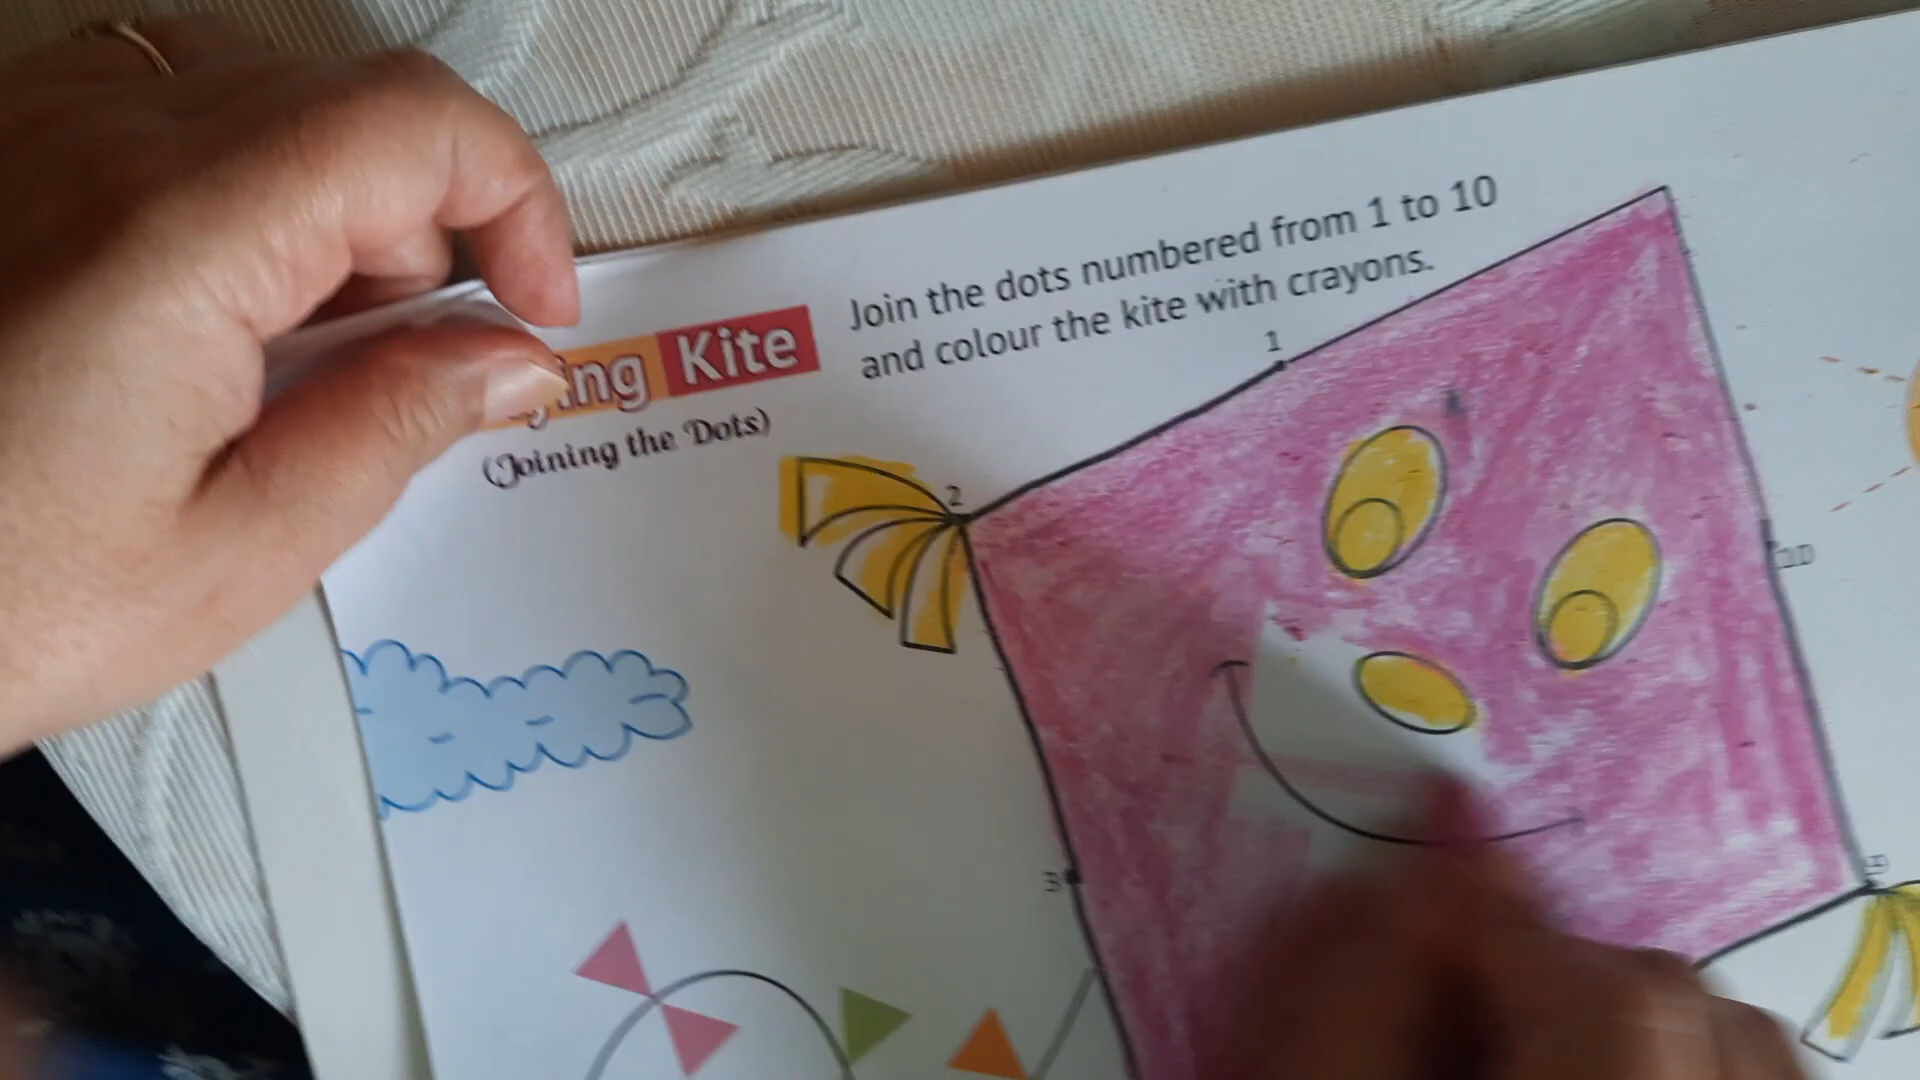 Join the dots numbered from 1 to 10
and colour the kite with crayons.
Kite
(Joining the Dots)
1
2
10
3
9